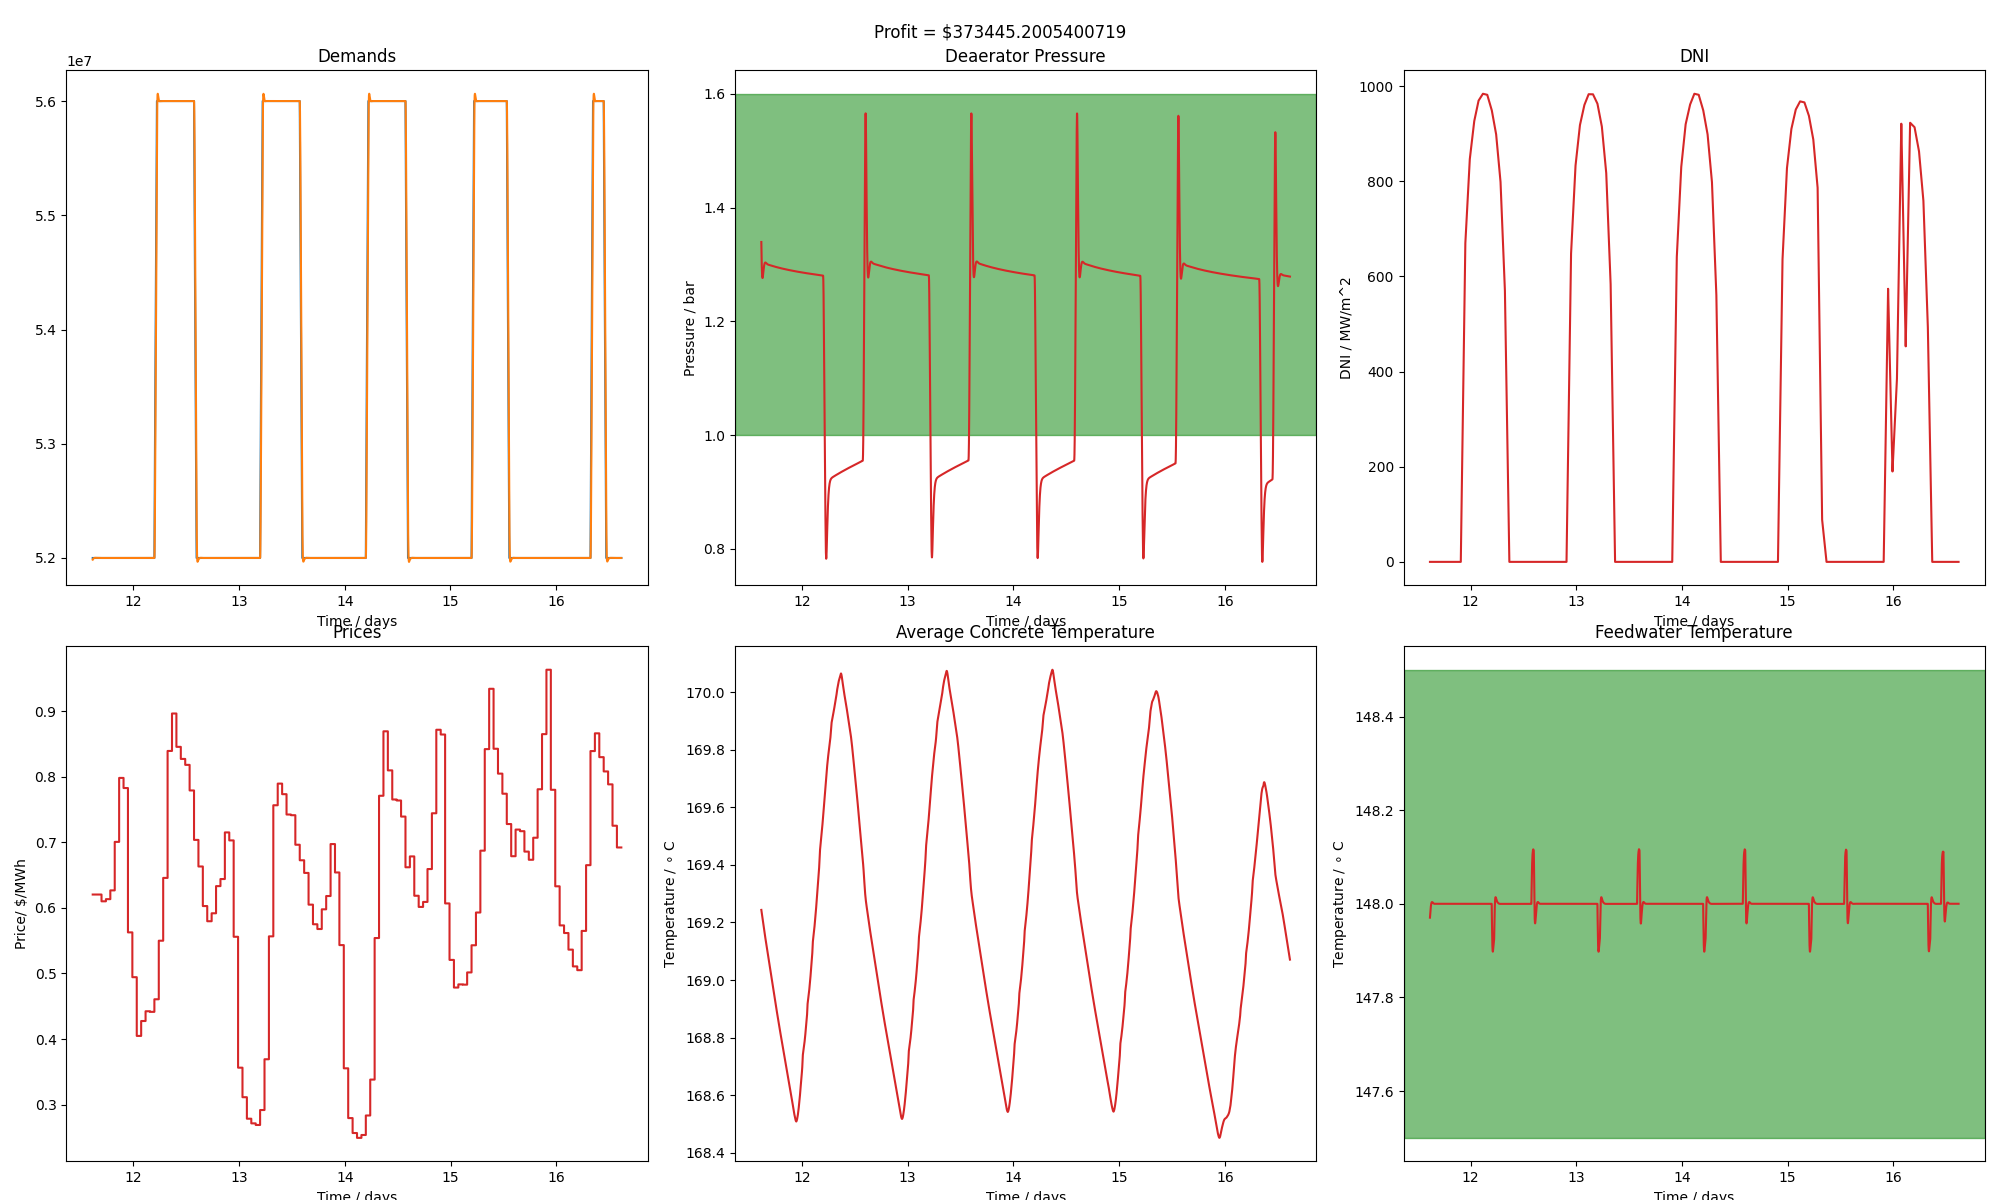 Profit = $373445.2005400719
Demands
1e7
5.6
5.5
5.4
5.3
5.2
12 13 14 15 16
Time / days
Deaerator Pressure
Pressure / bar
1.6
1.4
1.2
1.0
0.8
12 13 14 15 16
Time / days
DNI
DNI / MW/m^2
1000
800
600
400
200
0
12 13 14 15 16
Time / days
Prices
Price/ $/MWh
0.9
0.8
0.7
0.6
0.5
0.4
0.3
12 13 14 15 16
Time / days
Average Concrete Temperature
Temperature / ∘ C
170.0
169.8
169.6
169.4
169.2
169.0
168.8
168.6
168.4
12 13 14 15 16
Time / days
Feedwater Temperature
Temperature / ∘ C
148.4
148.2
148.0
147.8
147.6
12 13 14 15 16
Time / days